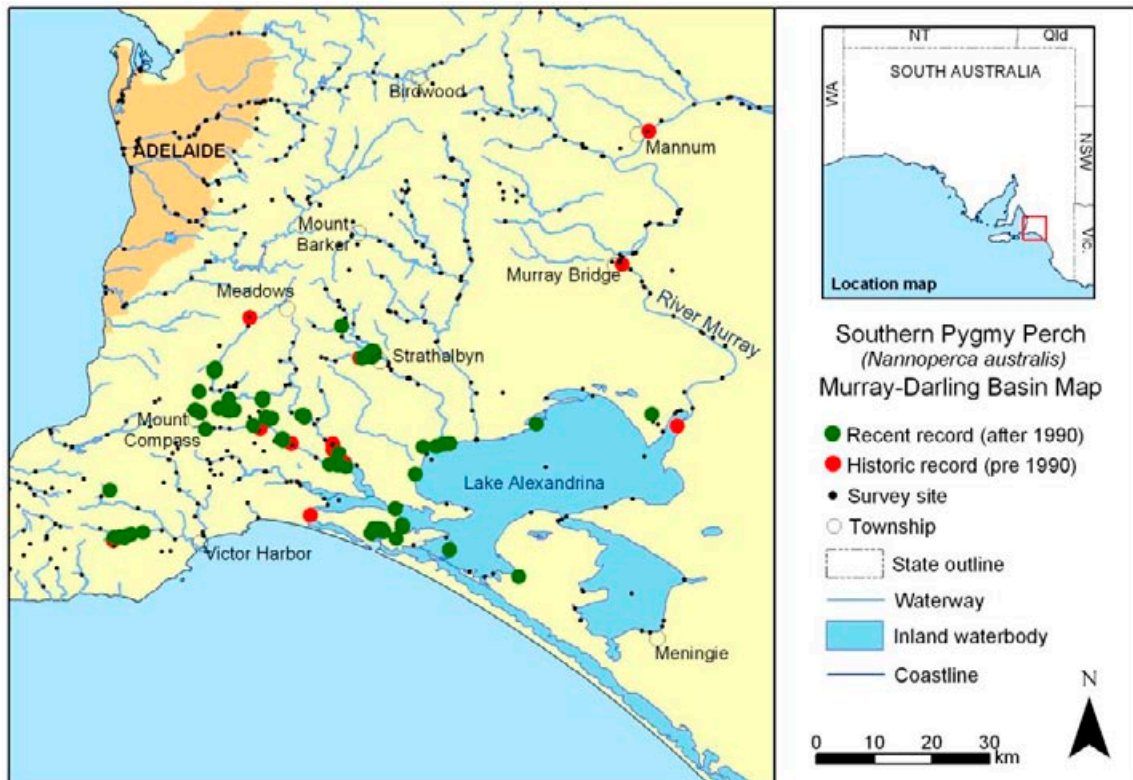 Birdwood
ADELAIDE
Mannum
Mount
Barker
Murray Bridge
Meadows
River Murray
Strathalbyn
Mount
Compass
Lake Alexandrina
Victor Harbor
Meningie
NT
Qld
SOUTH AUSTRALIA
WA
NSW
Vic.
Location map
Southern Pygmy Perch
(Nannoperca australis)
Murray-Darling Basin Map
Recent record (after 1990)
Historic record (pre 1990)
Survey site
Township
State outline
Waterway
Inland waterbody
Coastline
N
0 10 20 30
km